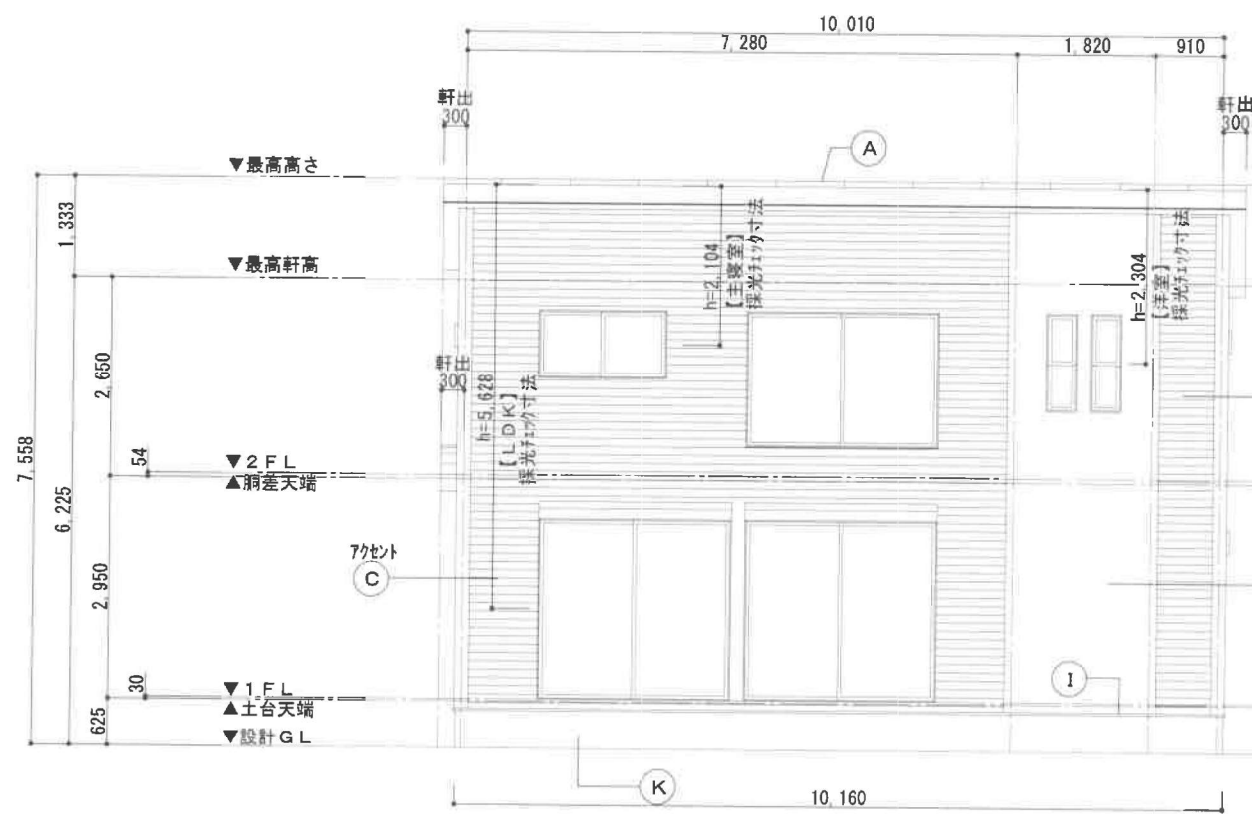 10,010
7,280
1,820
910
軒出
300
軒出
300
A
▼最高高さ
1,333
▼最高軒高
h=2,104
【主寝室】
採光チェック寸法
h=2,304
【洋室】
採光チェック寸法
2,650
軒出
300
h=5,628
【LDK】
採光チェック寸法
7,558
6,225
54
▼2FL
▲胴差天端
アクセント
C
2,950
30
▼1FL
▲土台天端
I
625
▼設計GL
K
10,160